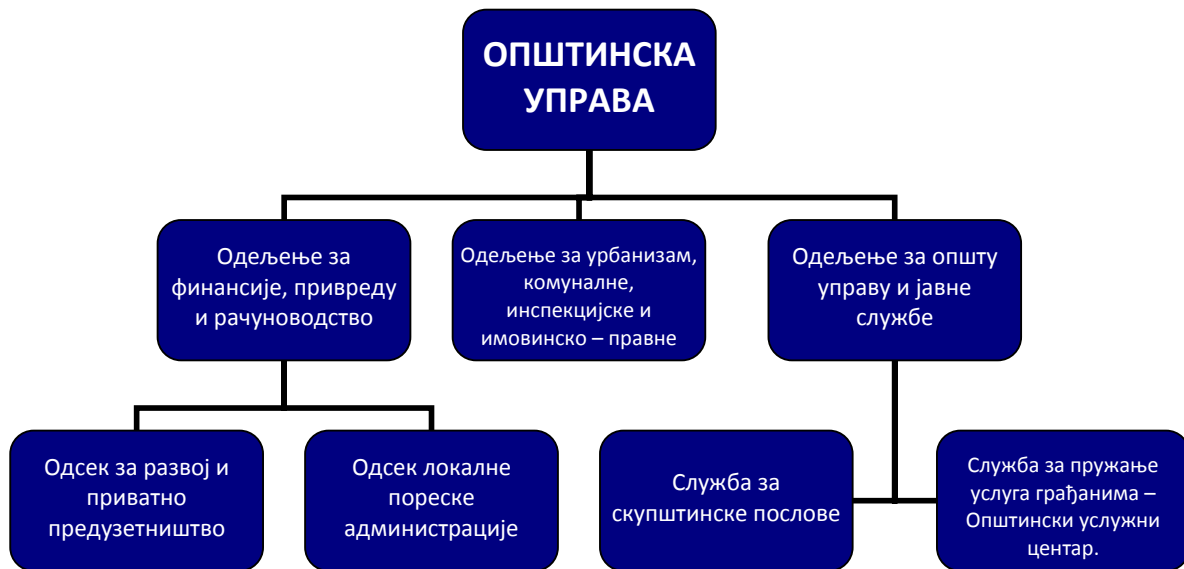 ОПШТИНСКА
УПРАВА
Одељење за
финансије, привреду
и рачуноводство
Одељење за урбанизам,
комуналне,
инспекцијске и
имовинско – правне
Одељење за општу
управу и јавне
службе
Одсек за развој и
приватно
предузетништво
Одсек локалне
пореске
администрације
Служба за
скупштинске послове
Служба за пружање
услуга грађанима –
Општински услужни
центар.